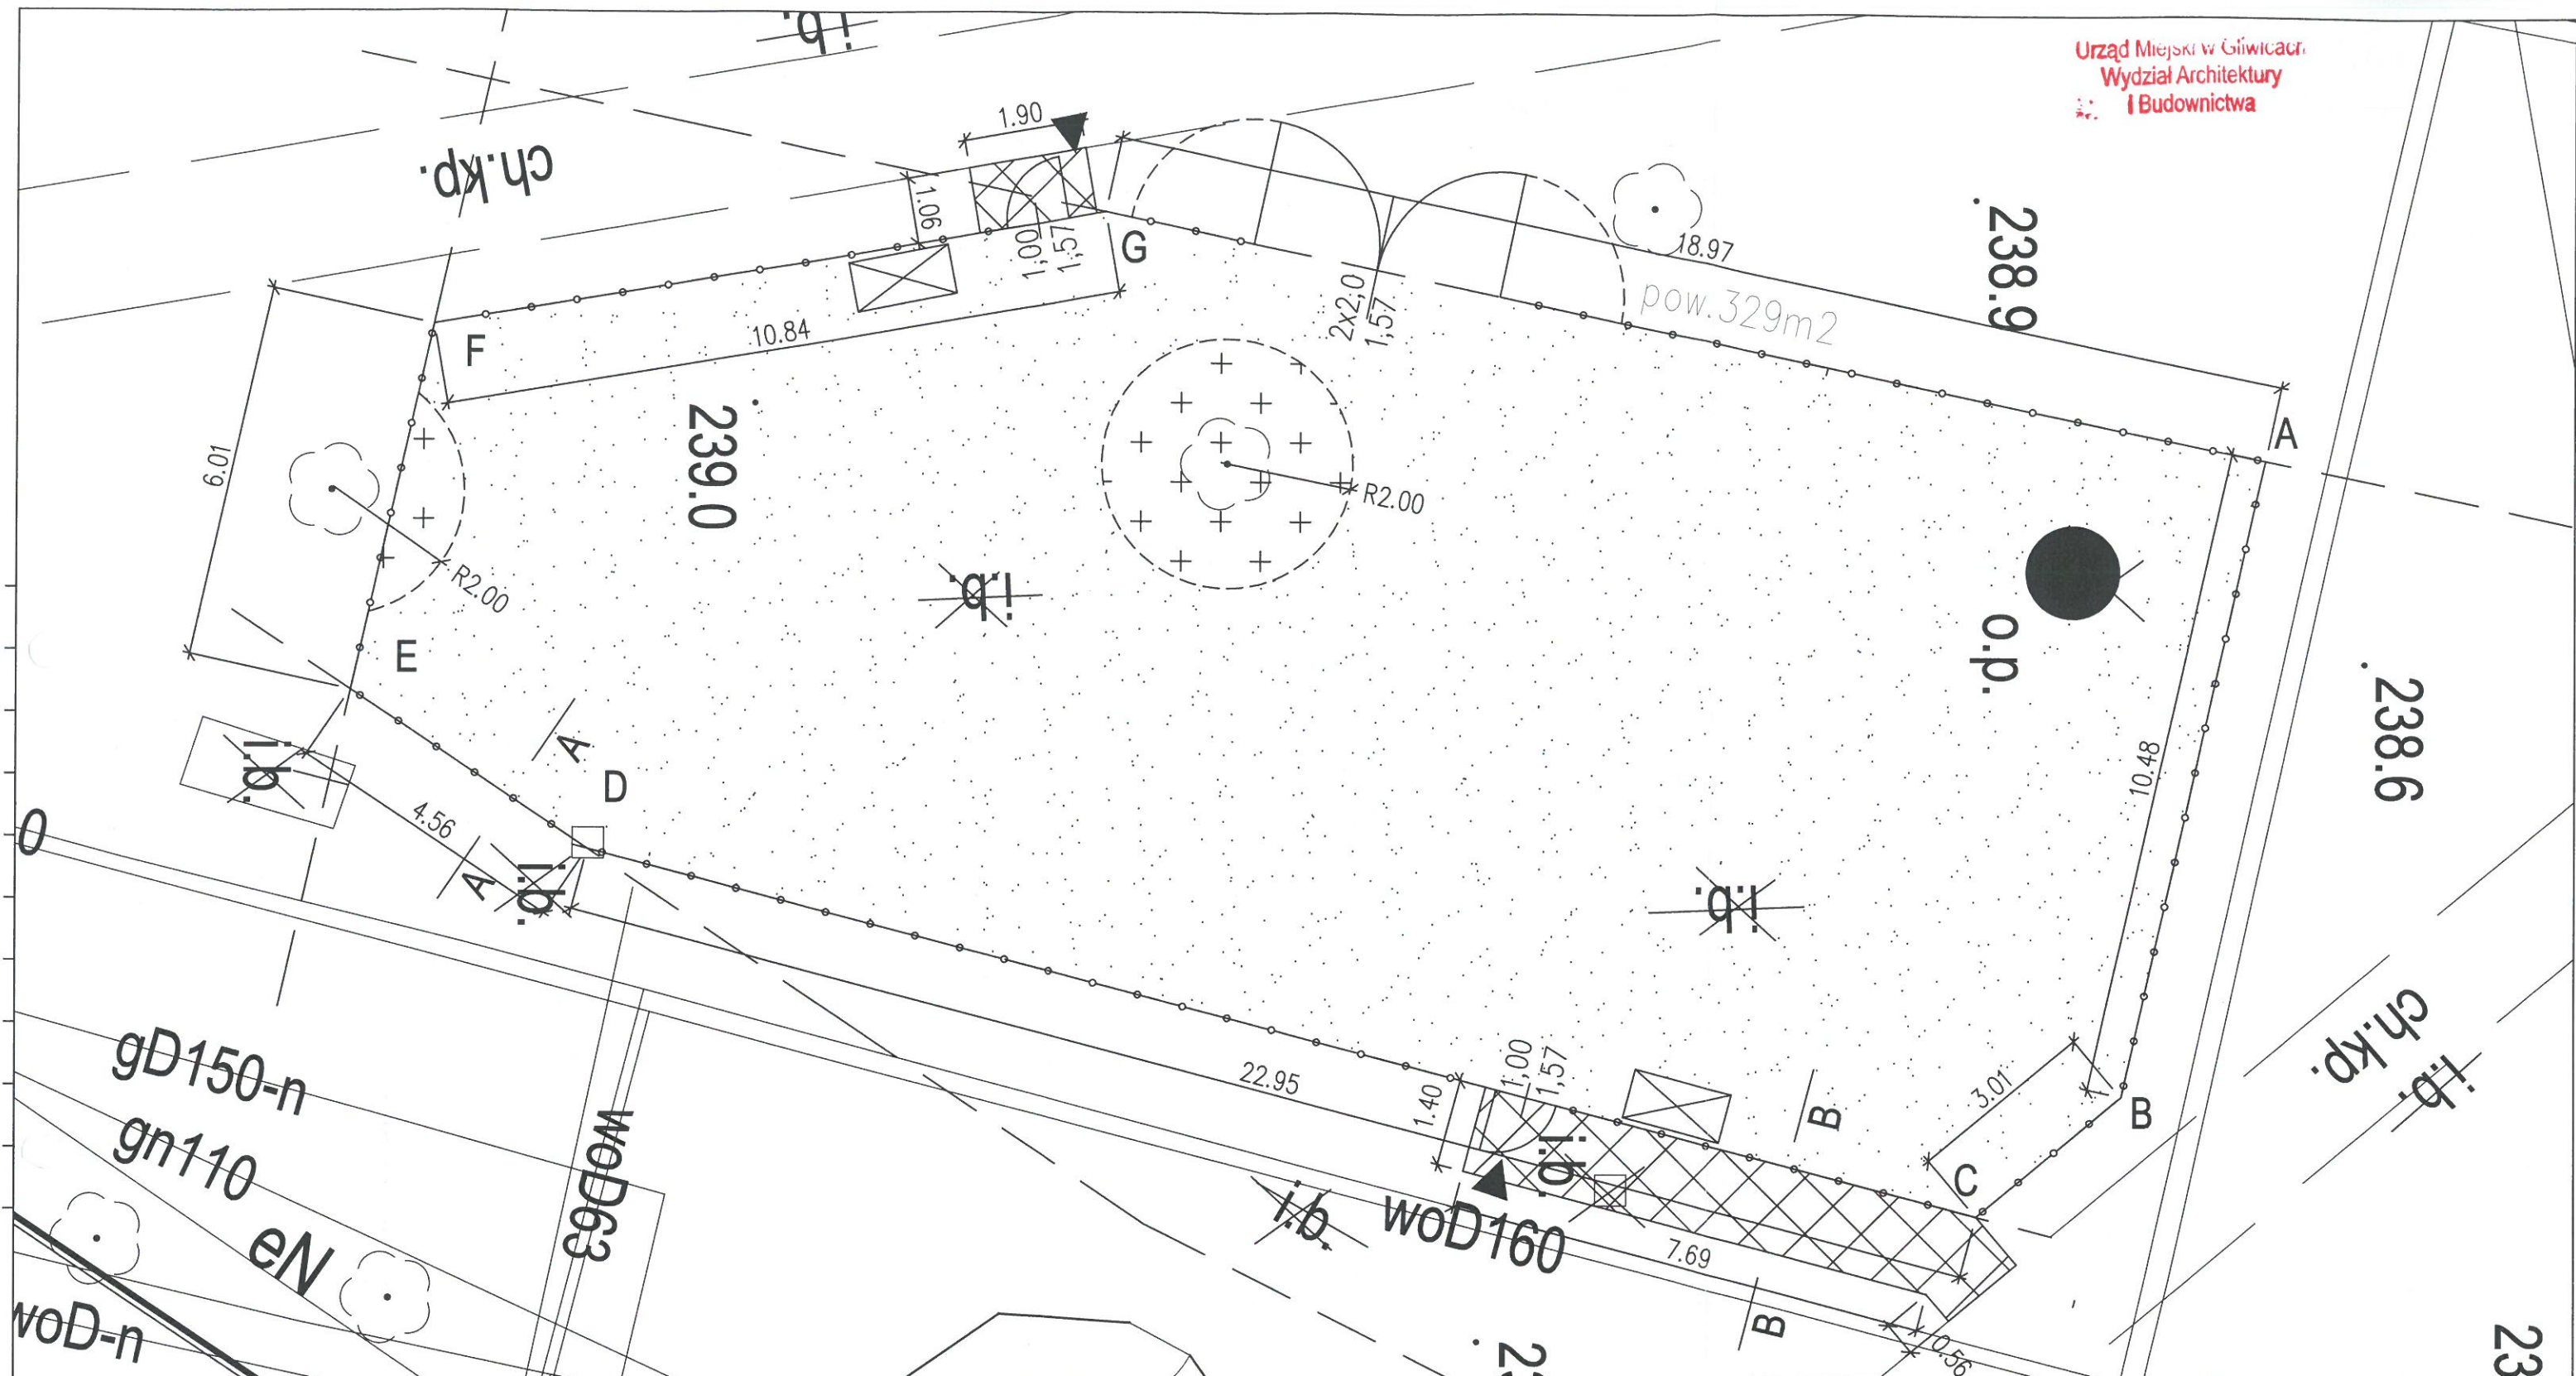 i.b.
Wydział Architektury
i Budownictwa
1.90
ch.kp.
1.06
1,00
1,57
G
18.97
238.9
2x2,0
1,57
pow.329m2
F
10.84
A
239.0
6.01
R2.00
R2.00
i.b.
o.p.
E
238.6
A
D
i.b.
10.48
4.56
0
A
i.b.
i.b.
ch.kp.
i.b.
gD150-n
22.95
1,00
1,57
1.40
3.01
B
B
gn110
woD63
i.b.
C
i.b.
woD160
7.69
eN
B
0.56
woD-n